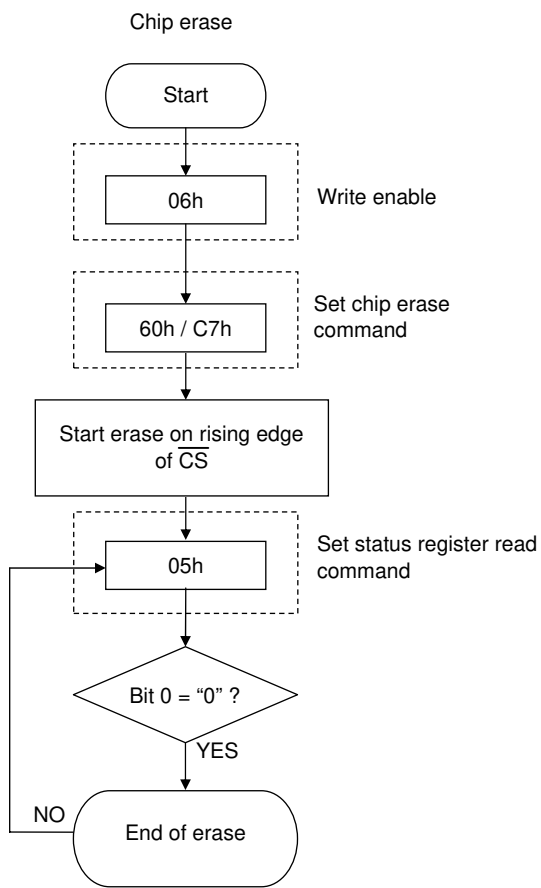 Chip erase
Start
06h
Write enable
60h / C7h
Set chip erase
command
Start erase on rising edge
of C̅S̅
05h
Set status register read
command
Bit 0 = “0” ?
YES
NO
End of erase